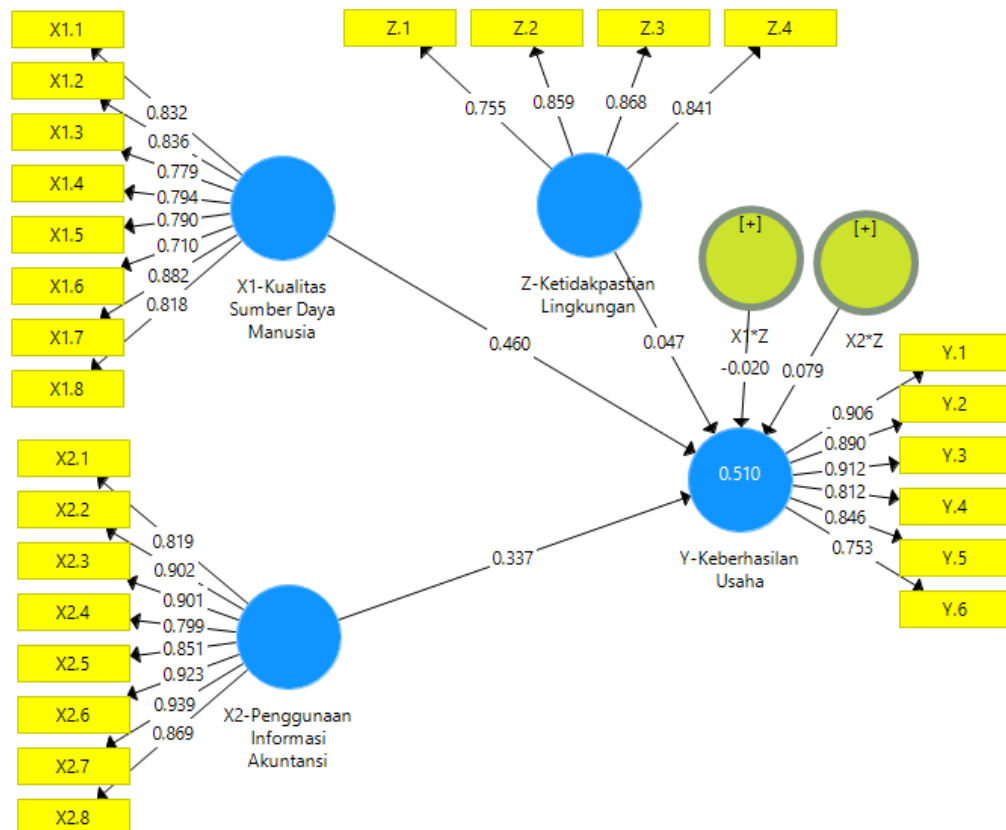 X1.1
X1.2
X1.3
X1.4
X1.5
X1.6
X1.7
X1.8
0.832
0.836
0.779
0.794
0.790
0.710
0.882
0.818
X1-Kualitas
Sumber Daya
Manusia
Z.1
Z.2
Z.3
Z.4
0.755
0.859
0.868
0.841
Z-Ketidakpastian
Lingkungan
[+]
X1*Z
[+]
X2*Z
0.460
0.047
-0.020
0.079
0.337
X2.1
X2.2
X2.3
X2.4
X2.5
X2.6
X2.7
X2.8
0.819
0.902
0.901
0.799
0.851
0.923
0.939
0.869
X2-Penggunaan
Informasi
Akuntansi
0.510
Y-Keberhasilan
Usaha
0.906
0.890
0.912
0.812
0.846
0.753
Y.1
Y.2
Y.3
Y.4
Y.5
Y.6